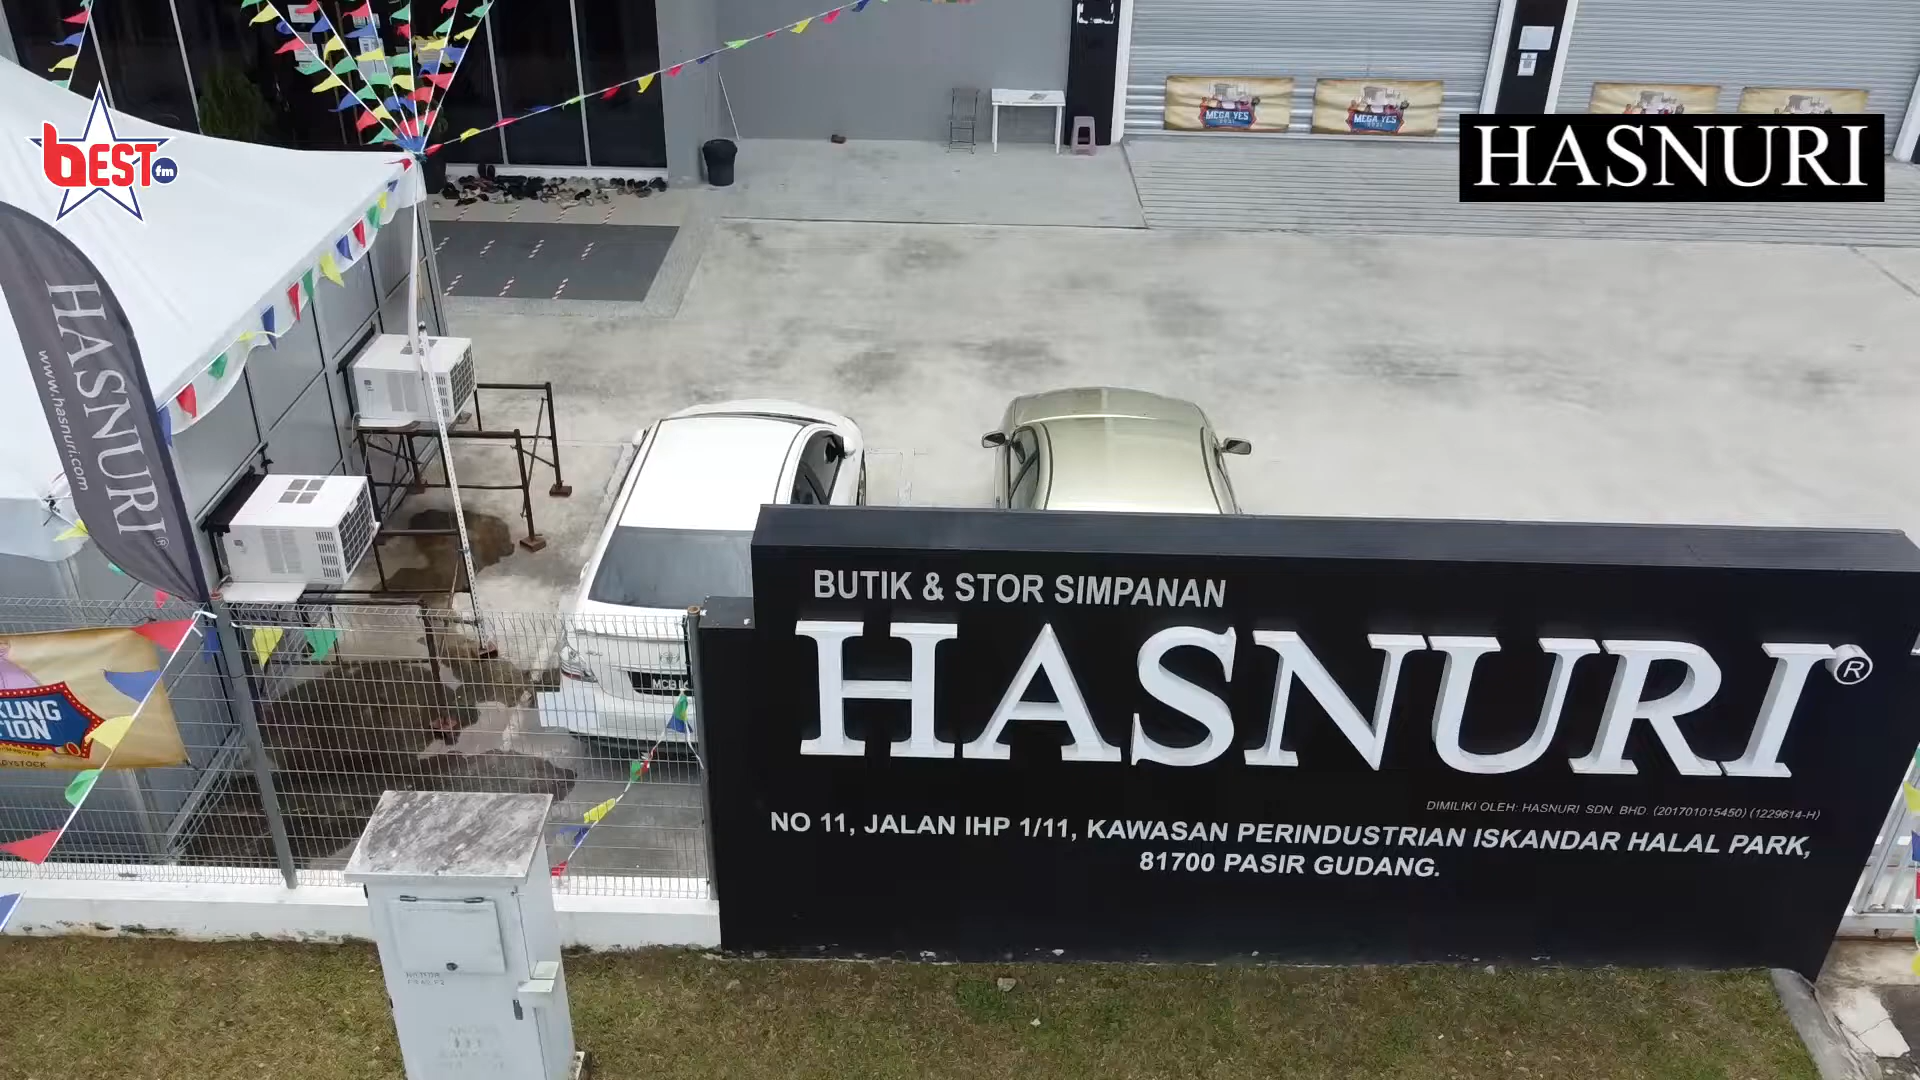 BEST fm
MEGA YES
MEGA YES
HASNURI
HASNURI®
www.hasnuri.com
BUTIK & STOR SIMPANAN
HASNURI®
DIMILIKI OLEH: HASNURI SDN. BHD. (201701015450) (1229614-H)
NO 11, JALAN IHP 1/11, KAWASAN PERINDUSTRIAN ISKANDAR HALAL PARK,
81700 PASIR GUDANG.